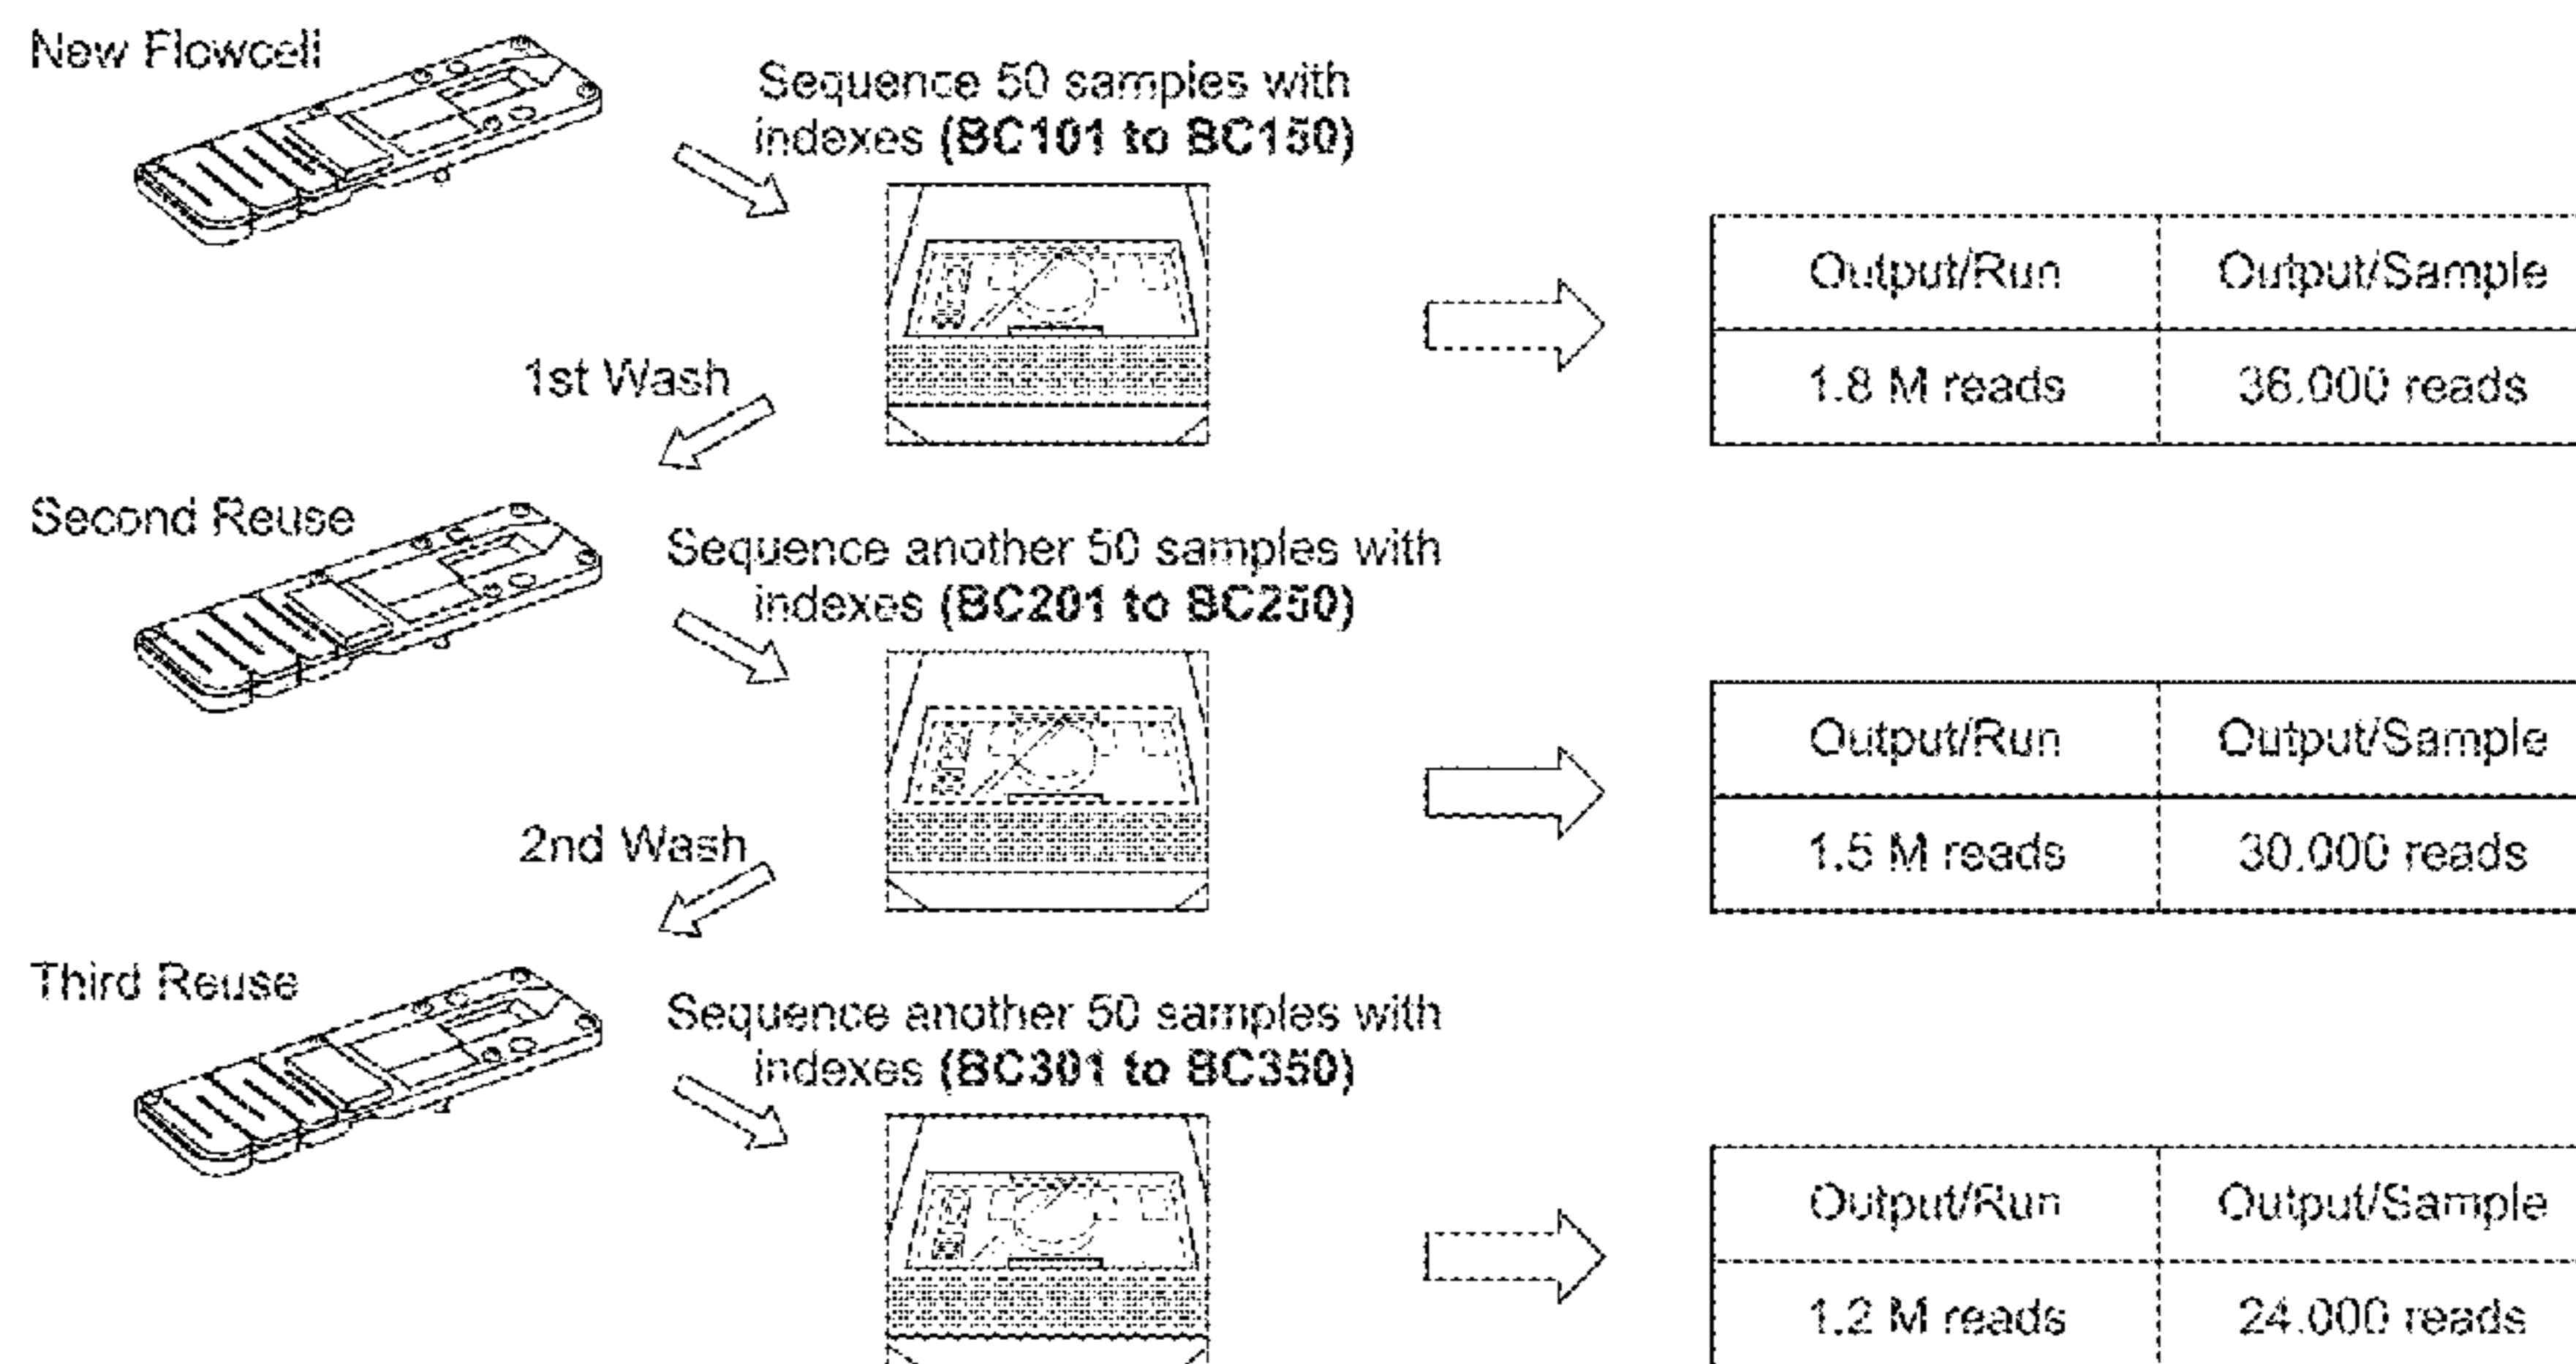 New Flowcell
Sequence 50 samples with
indexes (BC101 to BC150)
Output/Run Output/Sample
1.8 M reads 36.000 reads
1st Wash
Second Reuse
Sequence another 50 samples with
indexes (BC201 to BC250)
Output/Run Output/Sample
1.5 M reads 30.000 reads
2nd Wash
Third Reuse
Sequence another 50 samples with
indexes (BC301 to BC350)
Output/Run Output/Sample
1.2 M reads 24.000 reads